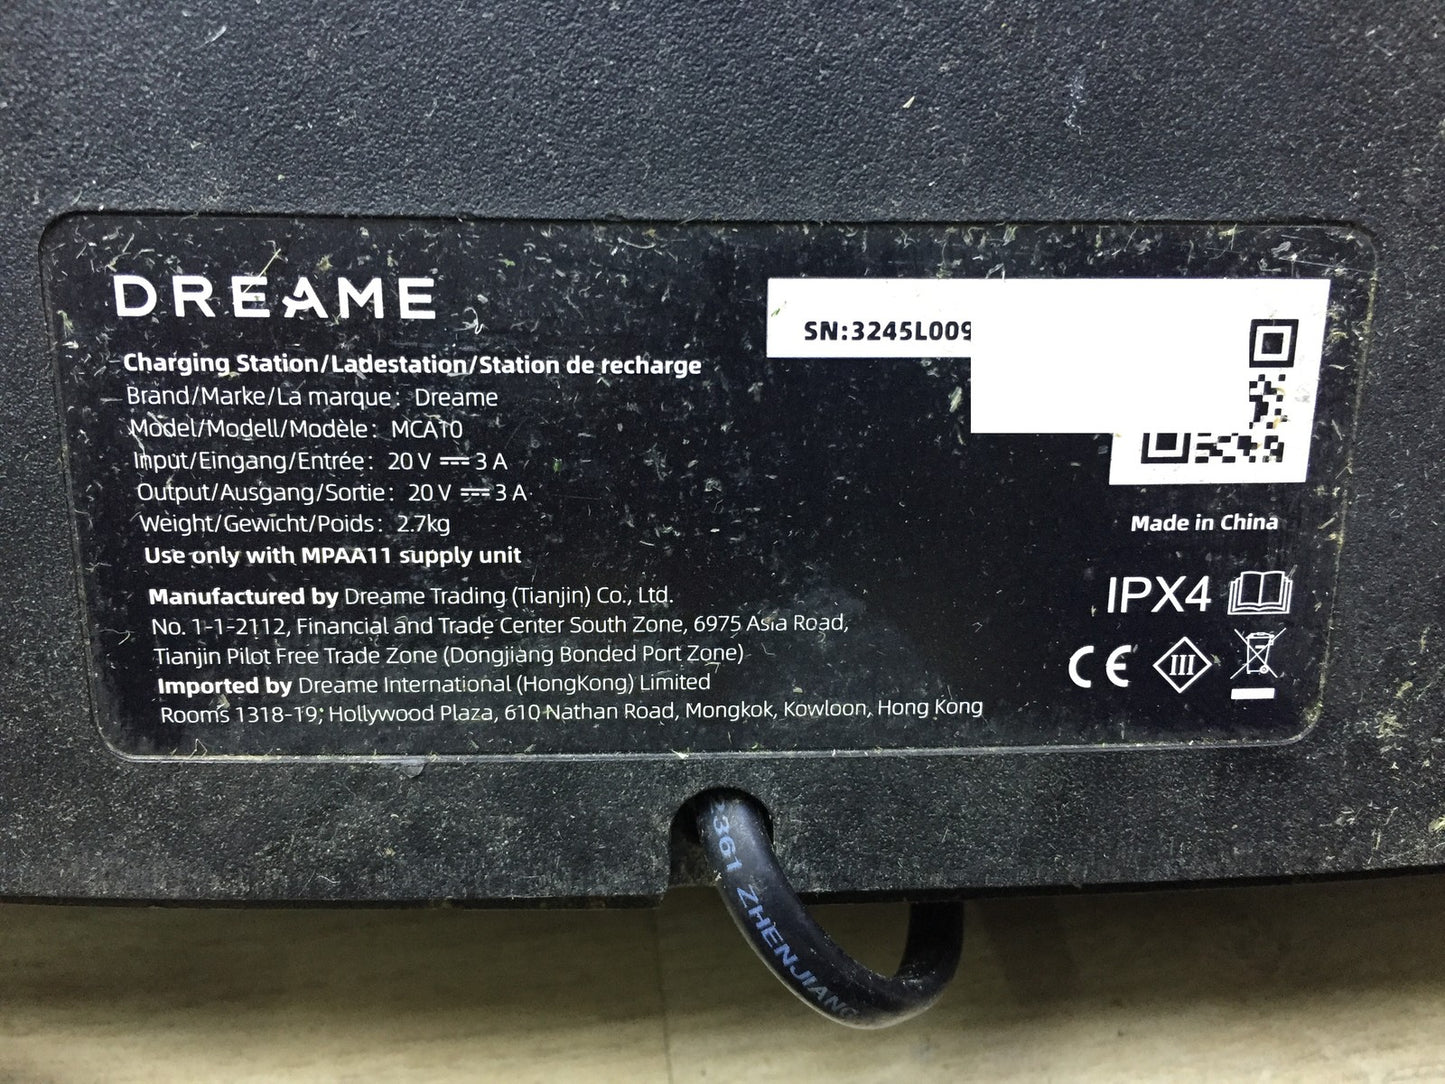 DREAME
SN:3245L009
Charging Station/Ladestation/Station de recharge
Brand/Marke/La marque: Dreame
Model/Modell/Modèle: MCA10
Input/Eingang/Entrée: 20 V ⎓ 3 A
Output/Ausgang/Sortie: 20 V ⎓ 3 A
Weight/Gewicht/Poids: 2.7kg
Use only with MPAA11 supply unit
Manufactured by Dreame Trading (Tianjin) Co., Ltd.
No. 1-1-2112, Financial and Trade Center South Zone, 6975 Asia Road,
Tianjin Pilot Free Trade Zone (Dongjiang Bonded Port Zone)
Imported by Dreame International (HongKong) Limited
Rooms 1318-19, Hollywood Plaza, 610 Nathan Road, Mongkok, Kowloon, Hong Kong
Made in China
IPX4
CE III
2361 ZHENJIANG